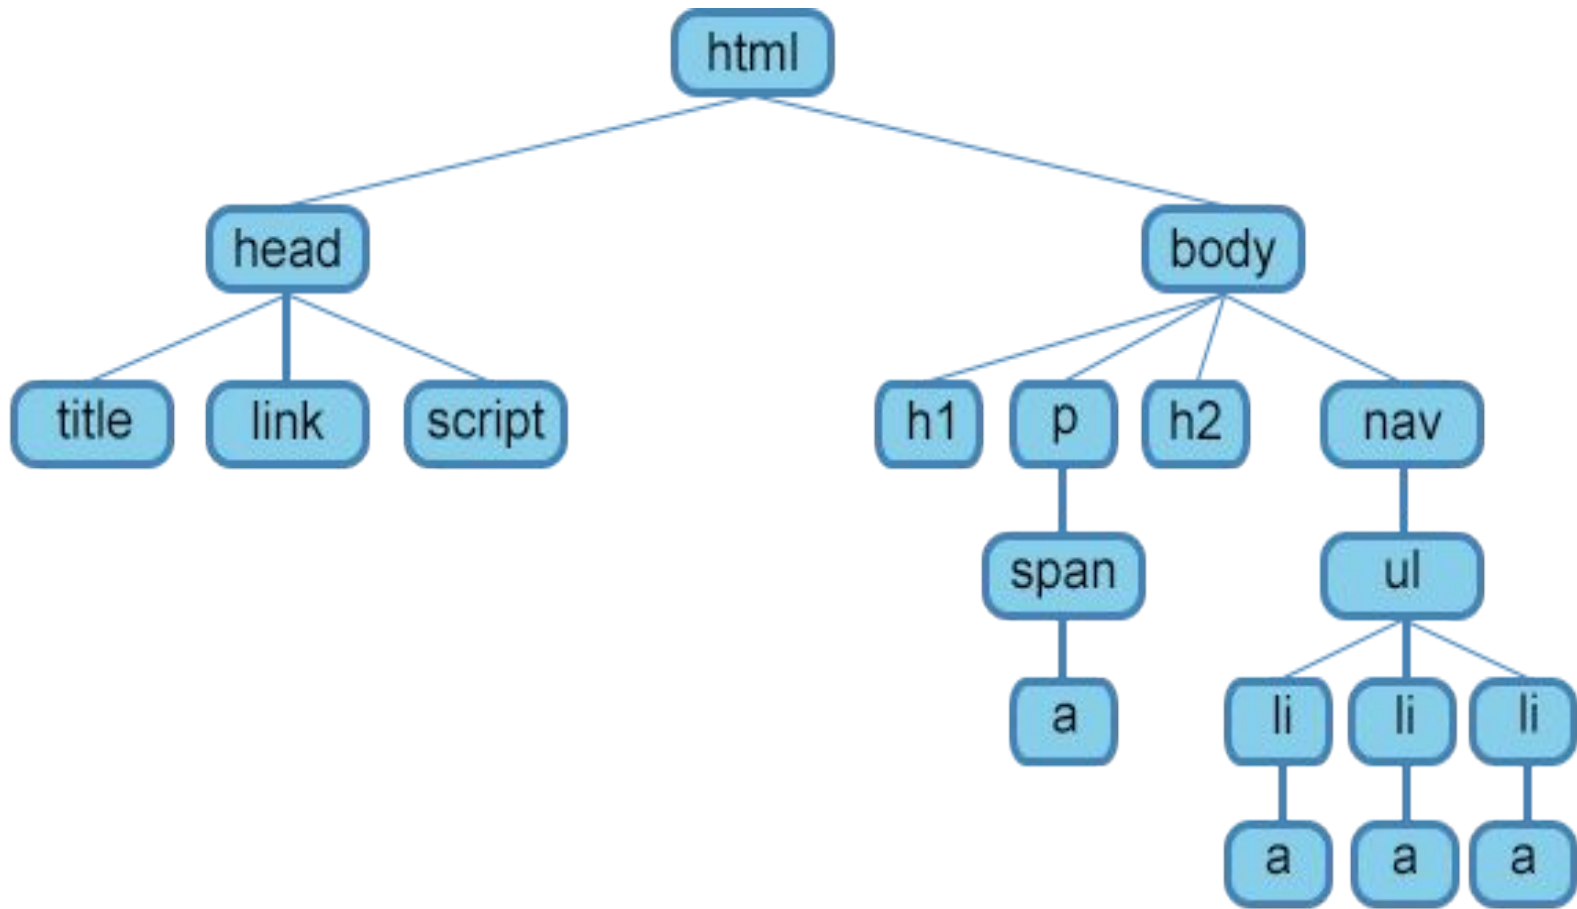 html
head
body
title
link
script
h1
p
h2
nav
span
ul
a
li
li
li
a
a
a